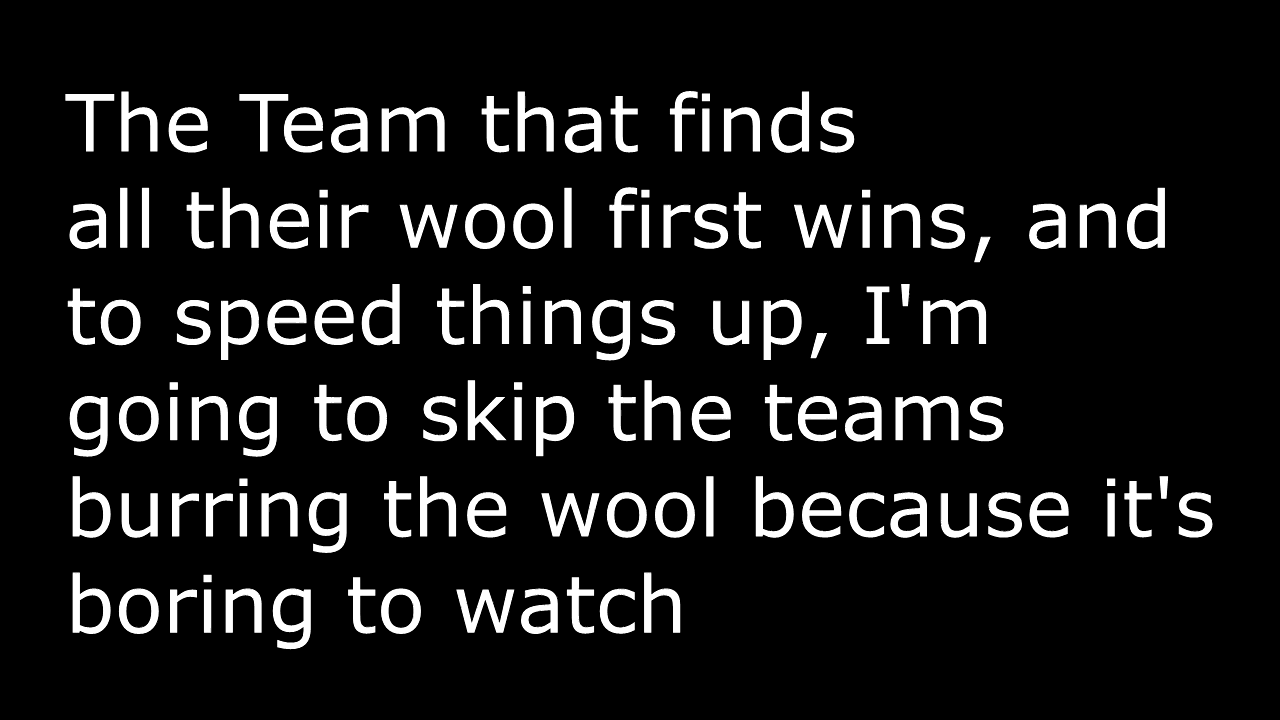 The Team that finds
all their wool first wins, and
to speed things up, I'm
going to skip the teams
burring the wool because it's
boring to watch